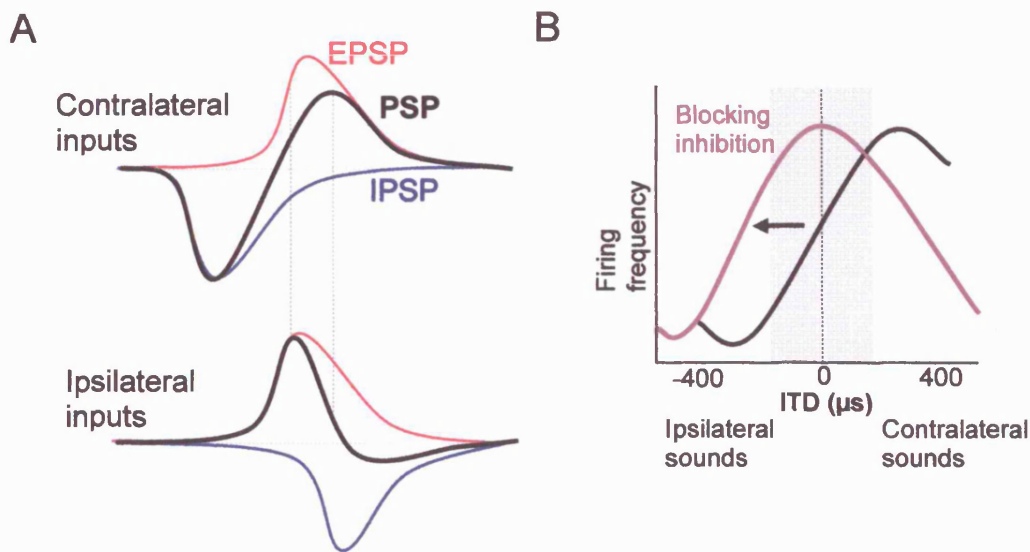 A
EPSP
Contralateral
inputs
PSP
IPSP
Ipsilateral
inputs
B
Blocking
inhibition
Firing
frequency
-400
0
400
ITD (µs)
Ipsilateral
sounds
Contralateral
sounds